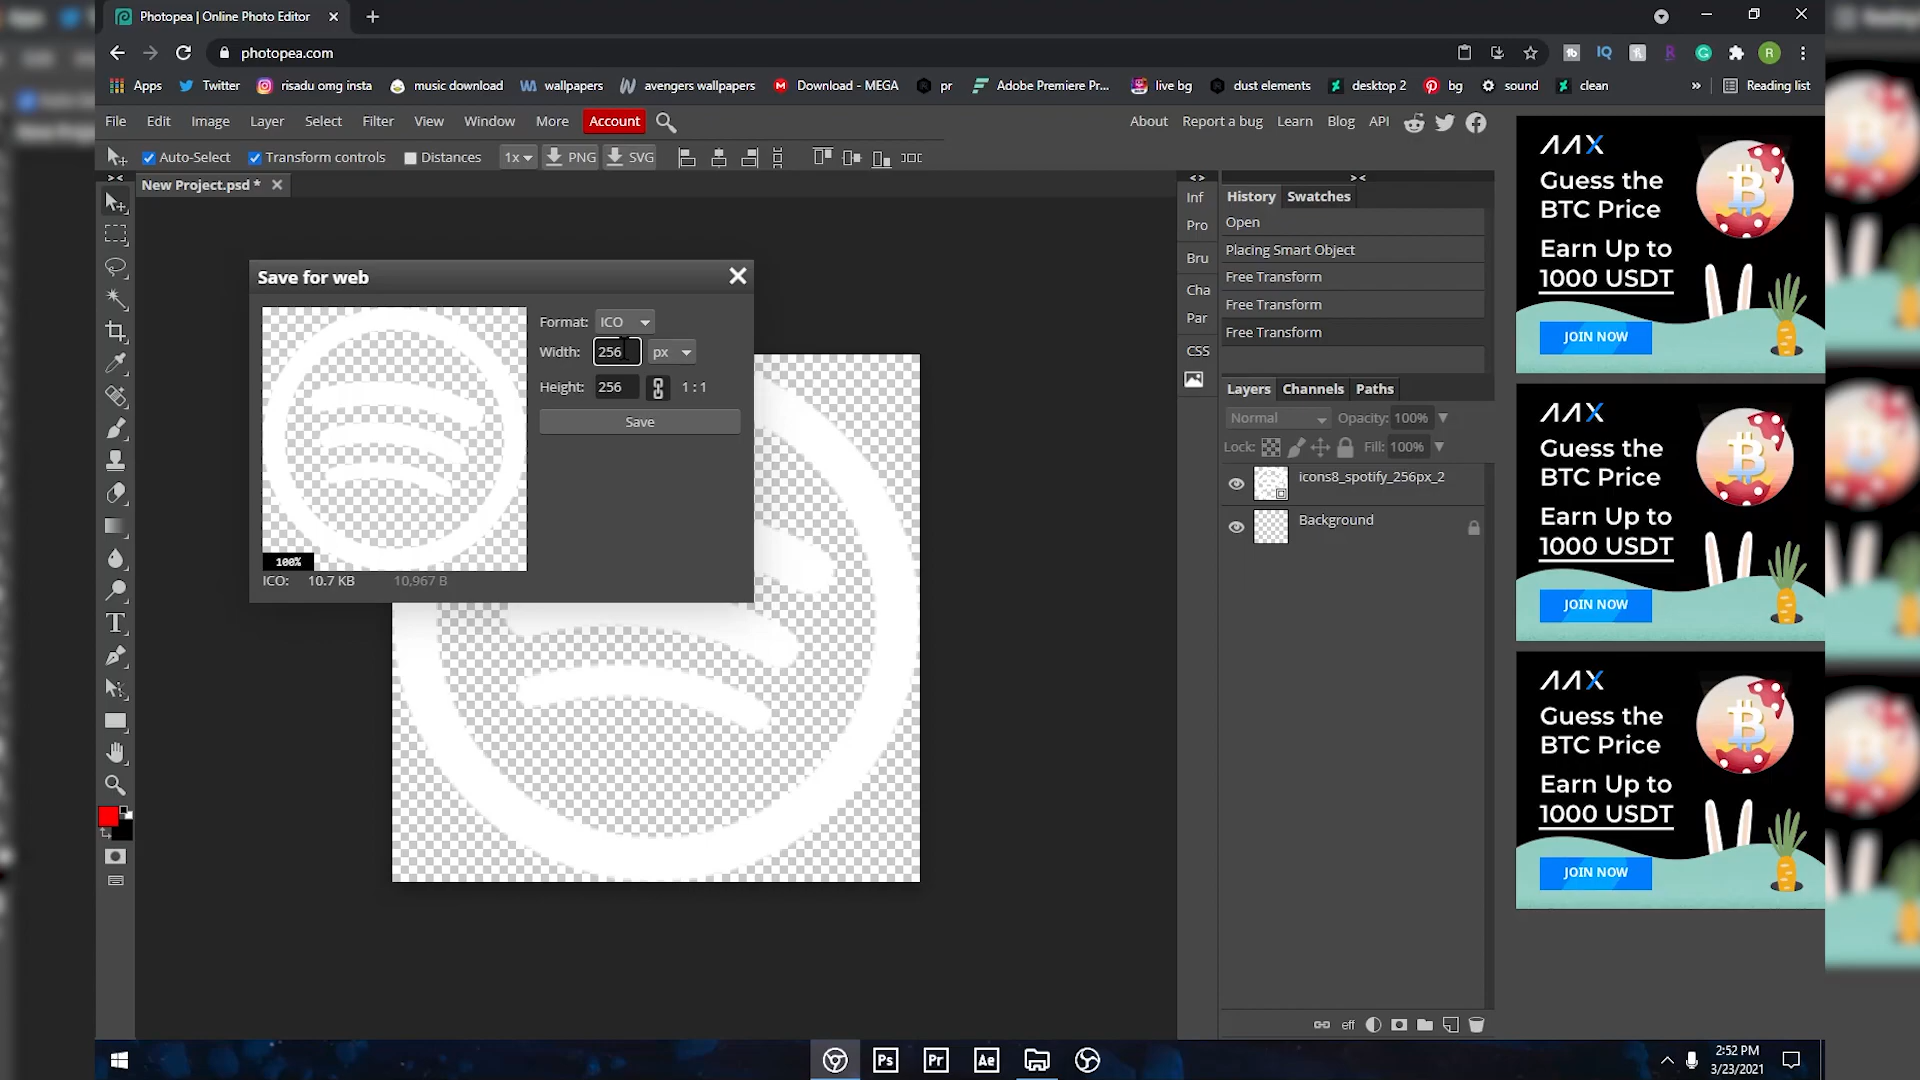 Photopea | Online Photo Editor
photopea.com
Apps
Twitter
risadu omg insta
music download
wallpapers
avengers wallpapers
Download - MEGA
pr
Adobe Premiere Pr...
live bg
dust elements
desktop 2
bg
sound
clean
»
Reading list
File
Edit
Image
Layer
Select
Filter
View
Window
More
Account
About
Report a bug
Learn
Blog
API
Auto-Select
Transform controls
Distances
1x
PNG
SVG
New Project.psd *
Save for web
Format: ICO
Width: 256 px
Height: 256 1 : 1
Save
100%
ICO: 10.7 KB 10,967 B
Inf
Pro
Bru
Cha
Par
CSS
History
Swatches
Open
Placing Smart Object
Free Transform
Free Transform
Free Transform
Layers
Channels
Paths
Normal
Opacity: 100%
Lock:
Fill: 100%
icons8_spotify_256px_2
Background
eff
AAX
Guess the
BTC Price
Earn Up to
1000 USDT
JOIN NOW
AAX
Guess the
BTC Price
Earn Up to
1000 USDT
JOIN NOW
AAX
Guess the
BTC Price
Earn Up to
1000 USDT
JOIN NOW
Ps
Pr
Ae
2:52 PM
3/23/2021